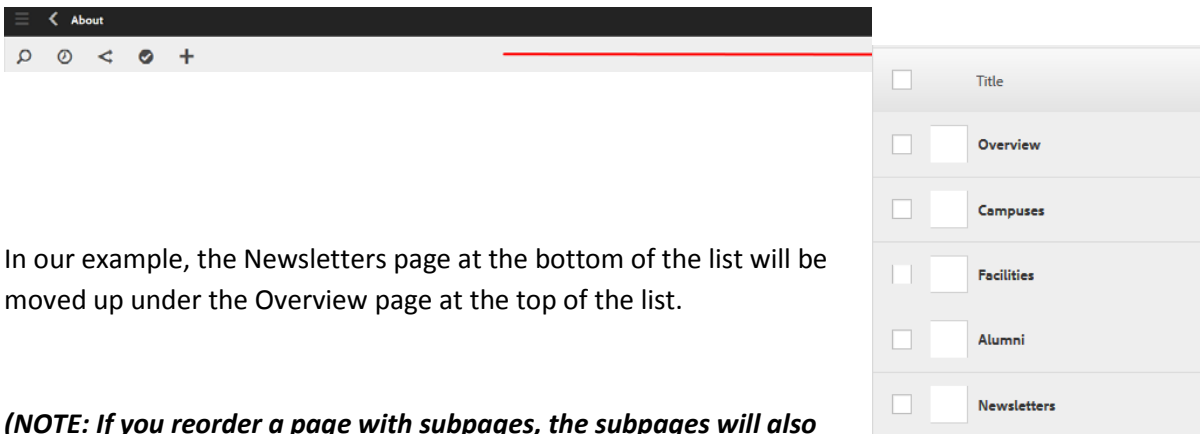 About
Title
Overview
Campuses
Facilities
Alumni
Newsletters
In our example, the Newsletters page at the bottom of the list will be
moved up under the Overview page at the top of the list.
(NOTE: If you reorder a page with subpages, the subpages will also